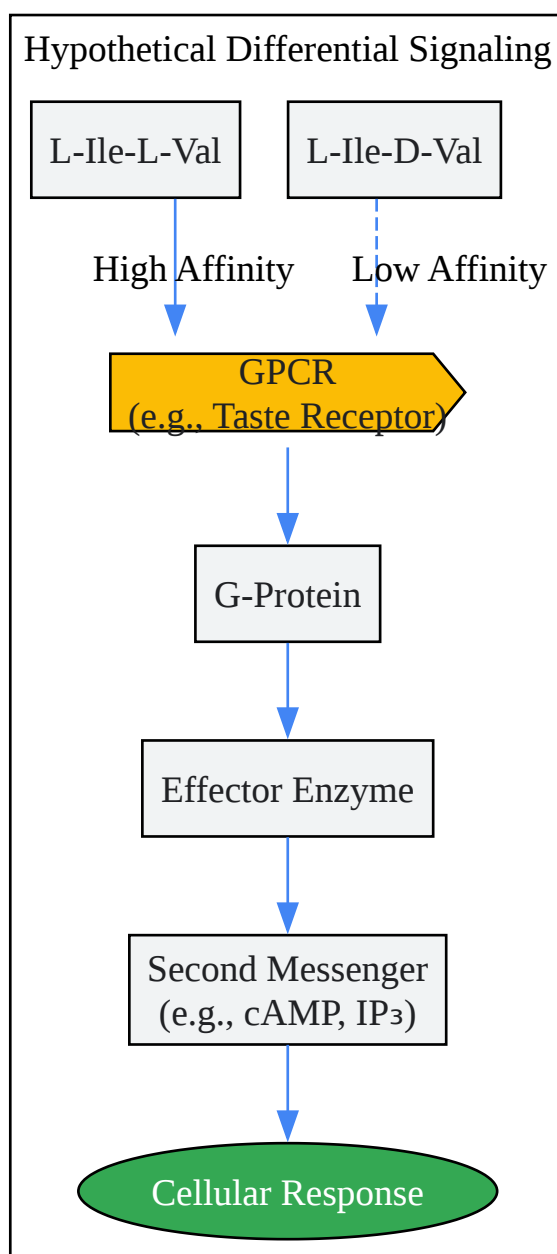 Hypothetical Differential Signaling
L-Ile-L-Val
L-Ile-D-Val
High Affinity
Low Affinity
GPCR
(e.g., Taste Receptor)
G-Protein
Effector Enzyme
Second Messenger
(e.g., cAMP, IP₃)
Cellular Response